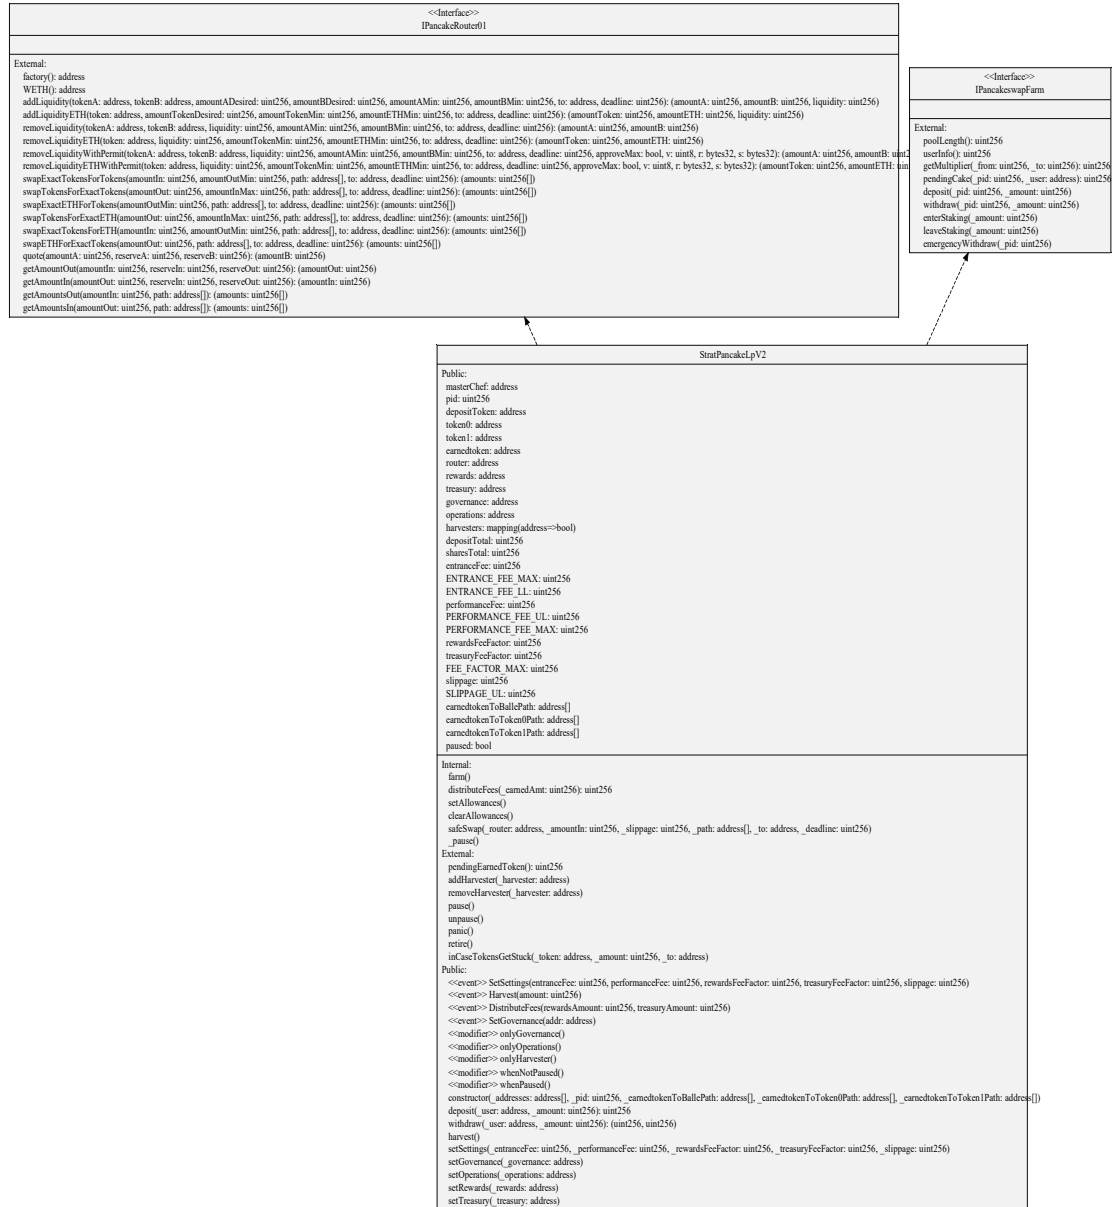 <<Interface>>
IPancakeRouter01
External:
factory(): address
WETH(): address
addLiquidity(tokenA: address, tokenB: address, amountADesired: uint256, amountBDesired: uint256, amountAMin: uint256, amountBMin: uint256, to: address, deadline: uint256): (amountA: uint256, amountB: uint256, liquidity: uint256)
addLiquidityETH(token: address, amountTokenDesired: uint256, amountTokenMin: uint256, amountETHMin: uint256, to: address, deadline: uint256): (amountToken: uint256, amountETH: uint256, liquidity: uint256)
removeLiquidity(tokenA: address, tokenB: address, liquidity: uint256, amountAMin: uint256, amountBMin: uint256, to: address, deadline: uint256): (amountA: uint256, amountB: uint256)
removeLiquidityETH(token: address, liquidity: uint256, amountTokenMin: uint256, amountETHMin: uint256, to: address, deadline: uint256): (amountToken: uint256, amountETH: uint256)
removeLiquidityWithPermit(tokenA: address, tokenB: address, liquidity: uint256, amountAMin: uint256, amountBMin: uint256, to: address, deadline: uint256, approveMax: bool, v: uint8, r: bytes32, s: bytes32): (amountA: uint256, amountB:
removeLiquidityETHWithPermit(token: address, liquidity: uint256, amountTokenMin: uint256, amountETHMin: uint256, to: address, deadline: uint256, approveMax: bool, v: uint8, r: bytes32, s: bytes32): (amountToken: uint256, amountETH:
swapExactTokensForTokens(amountIn: uint256, amountOutMin: uint256, path: address[], to: address, deadline: uint256): (amounts: uint256[])
swapTokensForExactTokens(amountOut: uint256, amountInMax: uint256, path: address[], to: address, deadline: uint256): (amounts: uint256[])
swapExactETHForTokens(amountOutMin: uint256, path: address[], to: address, deadline: uint256): (amounts: uint256[])
swapTokensForExactETH(amountOut: uint256, amountInMax: uint256, path: address[], to: address, deadline: uint256): (amounts: uint256[])
swapExactTokensForETH(amountIn: uint256, amountOutMin: uint256, path: address[], to: address, deadline: uint256): (amounts: uint256[])
swapETHForExactTokens(amountOut: uint256, path: address[], to: address, deadline: uint256): (amounts: uint256[])
quote(amountA: uint256, reserveA: uint256, reserveB: uint256): (amountB: uint256)
getAmountOut(amountIn: uint256, reserveIn: uint256, reserveOut: uint256): (amountOut: uint256)
getAmountIn(amountOut: uint256, reserveIn: uint256, reserveOut: uint256): (amountIn: uint256)
getAmountsOut(amountIn: uint256, path: address[]): (amounts: uint256[])
getAmountsIn(amountOut: uint256, path: address[]): (amounts: uint256[])
<<Interface>>
IPancakeswapFarm
External:
poolLength(): uint256
userInfo(): uint256
getMultiplier(_from: uint256, _to: uint256): uint256
pendingCake(_pid: uint256, _user: address): uint256
deposit(_pid: uint256, _amount: uint256)
withdraw(_pid: uint256, _amount: uint256)
enterStaking(_amount: uint256)
leaveStaking(_amount: uint256)
emergencyWithdraw(_pid: uint256)
StratPancakeLpV2
Public:
masterChef: address
pid: uint256
depositToken: address
token0: address
token1: address
earnedtoken: address
router: address
rewards: address
treasury: address
governance: address
operations: address
harvesters: mapping(address=>bool)
depositTotal: uint256
sharesTotal: uint256
entranceFee: uint256
ENTRANCE_FEE_MAX: uint256
ENTRANCE_FEE_LL: uint256
performanceFee: uint256
PERFORMANCE_FEE_UL: uint256
PERFORMANCE_FEE_MAX: uint256
rewardsFeeFactor: uint256
treasuryFeeFactor: uint256
FEE_FACTOR_MAX: uint256
slippage: uint256
SLIPPAGE_UL: uint256
earnedtokenToBallePath: address[]
earnedtokenToToken0Path: address[]
earnedtokenToToken1Path: address[]
paused: bool
Internal:
farm()
distributeFees(_earnedAmt: uint256): uint256
setAllowances()
clearAllowances()
safeSwap(_router: address, _amountIn: uint256, _slippage: uint256, _path: address[], _to: address, _deadline: uint256)
_pause()
External:
pendingEarnedToken(): uint256
addHarvester(_harvester: address)
removeHarvester(_harvester: address)
pause()
unpause()
panic()
retire()
inCaseTokensGetStuck(_token: address, _amount: uint256, _to: address)
Public:
<<event>> SetSettings(entranceFee: uint256, performanceFee: uint256, rewardsFeeFactor: uint256, treasuryFeeFactor: uint256, slippage: uint256)
<<event>> Harvest(amount: uint256)
<<event>> DistributeFees(rewardsAmount: uint256, treasuryAmount: uint256)
<<event>> SetGovernance(addr: address)
<<modifier>> onlyGovernance()
<<modifier>> onlyOperations()
<<modifier>> onlyHarvester()
<<modifier>> whenNotPaused()
<<modifier>> whenPaused()
constructor(_addresses: address[], _pid: uint256, _earnedtokenToBallePath: address[], _earnedtokenToToken0Path: address[], _earnedtokenToToken1Path: address[])
deposit(_user: address, _amount: uint256): uint256
withdraw(_user: address, _amount: uint256): (uint256, uint256)
harvest()
setSettings(_entranceFee: uint256, _performanceFee: uint256, _rewardsFeeFactor: uint256, _treasuryFeeFactor: uint256, _slippage: uint256)
setGovernance(_governance: address)
setOperations(_operations: address)
setRewards(_rewards: address)
setTreasury(_treasury: address)